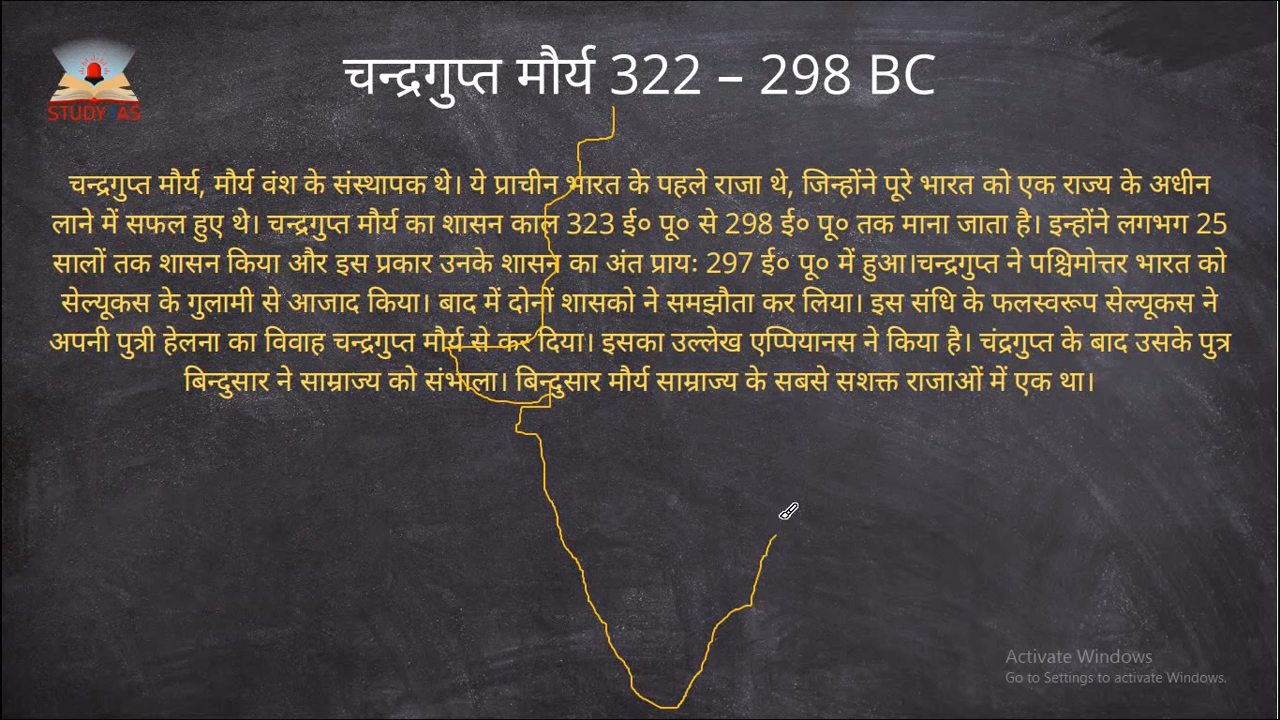 चन्द्रगुप्त मौर्य 322 – 298 BC
STUDY AS
चन्द्रगुप्त मौर्य, मौर्य वंश के संस्थापक थे। ये प्राचीन भारत के पहले राजा थे, जिन्होंने पूरे भारत को एक राज्य के अधीन
लाने में सफल हुए थे। चन्द्रगुप्त मौर्य का शासन काल 323 ई० पू० से 298 ई० पू० तक माना जाता है। इन्होंने लगभग 25
सालों तक शासन किया और इस प्रकार उनके शासन का अंत प्रायः 297 ई० पू० में हुआ।चन्द्रगुप्त ने पश्चिमोत्तर भारत को
सेल्यूकस के गुलामी से आजाद किया। बाद में दोनों शासको ने समझौता कर लिया। इस संधि के फलस्वरूप सेल्यूकस ने
अपनी पुत्री हेलना का विवाह चन्द्रगुप्त मौर्य से कर दिया। इसका उल्लेख एप्पियानस ने किया है। चंद्रगुप्त के बाद उसके पुत्र
बिन्दुसार ने साम्राज्य को संभाला। बिन्दुसार मौर्य साम्राज्य के सबसे सशक्त राजाओं में एक था।
Activate Windows
Go to Settings to activate Windows.